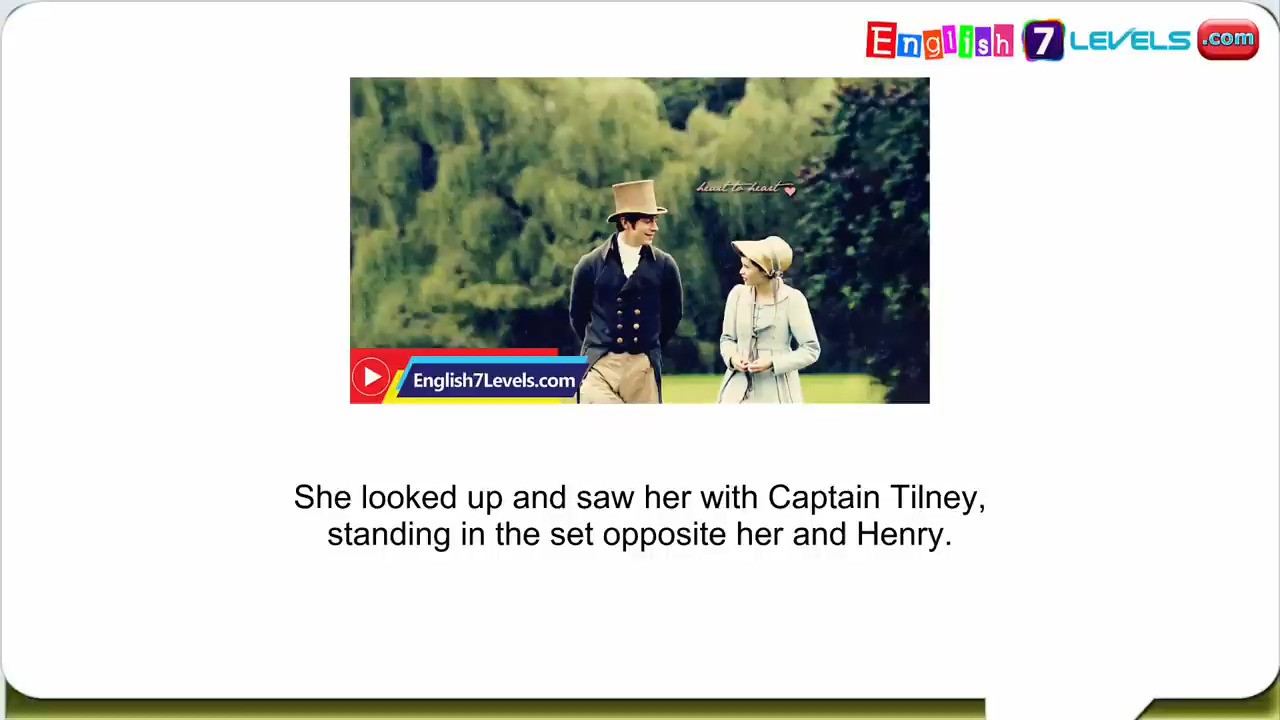 English 7 LEVELS .com
heart to heart
English7Levels.com
She looked up and saw her with Captain Tilney,
standing in the set opposite her and Henry.